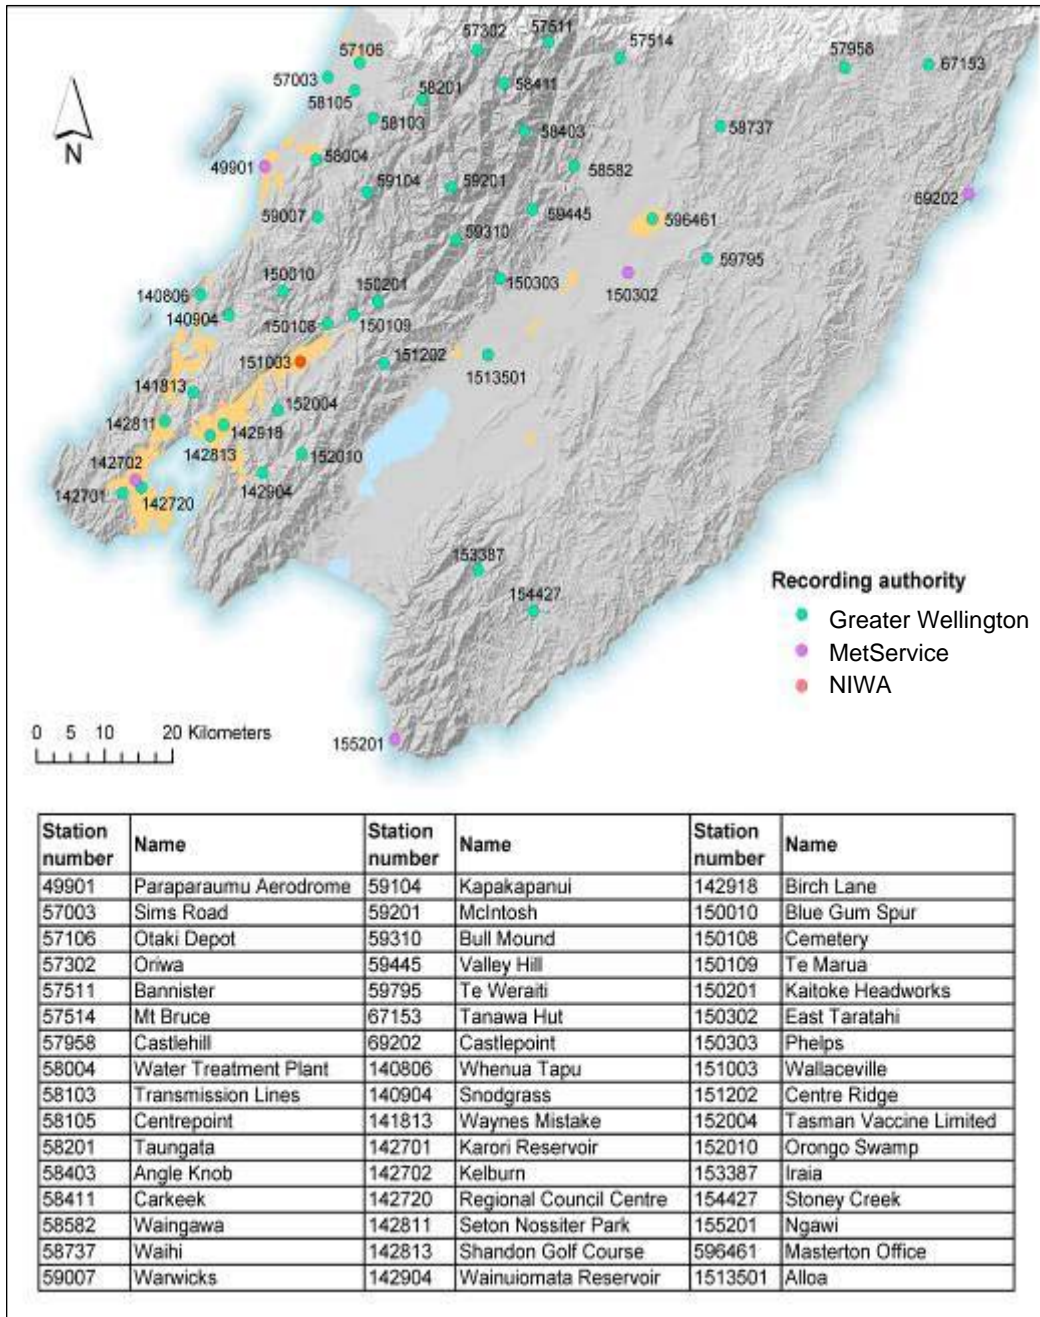 57302
57511
57514
57106
57958
67153
57003
58201
58411
58105
58103
58403
58737
58004
49901
58582
59104
59201
69202
59445
59007
596461
59310
59795
150010
150201
150303
150302
140806
140904
150108
150109
151003
151202
1513501
141813
152004
142811
142918
142813
152010
142702
142904
142701
142720
153387
154427
155201
N
Recording authority
Greater Wellington
MetService
NIWA
0 5 10 20 Kilometers
Station number Name Station number Name Station number Name
49901 Paraparaumu Aerodrome 59104 Kapakapanui 142918 Birch Lane
57003 Sims Road 59201 McIntosh 150010 Blue Gum Spur
57106 Otaki Depot 59310 Bull Mound 150108 Cemetery
57302 Oriwa 59445 Valley Hill 150109 Te Marua
57511 Bannister 59795 Te Weraiti 150201 Kaitoke Headworks
57514 Mt Bruce 67153 Tanawa Hut 150302 East Taratahi
57958 Castlehill 69202 Castlepoint 150303 Phelps
58004 Water Treatment Plant 140806 Whenua Tapu 151003 Wallaceville
58103 Transmission Lines 140904 Snodgrass 151202 Centre Ridge
58105 Centrepoint 141813 Waynes Mistake 152004 Tasman Vaccine Limited
58201 Taungata 142701 Karori Reservoir 152010 Orongo Swamp
58403 Angle Knob 142702 Kelburn 153387 Iraia
58411 Carkeek 142720 Regional Council Centre 154427 Stoney Creek
58582 Waingawa 142811 Seton Nossiter Park 155201 Ngawi
58737 Waihi 142813 Shandon Golf Course 596461 Masterton Office
59007 Warwicks 142904 Wainuiomata Reservoir 1513501 Alloa